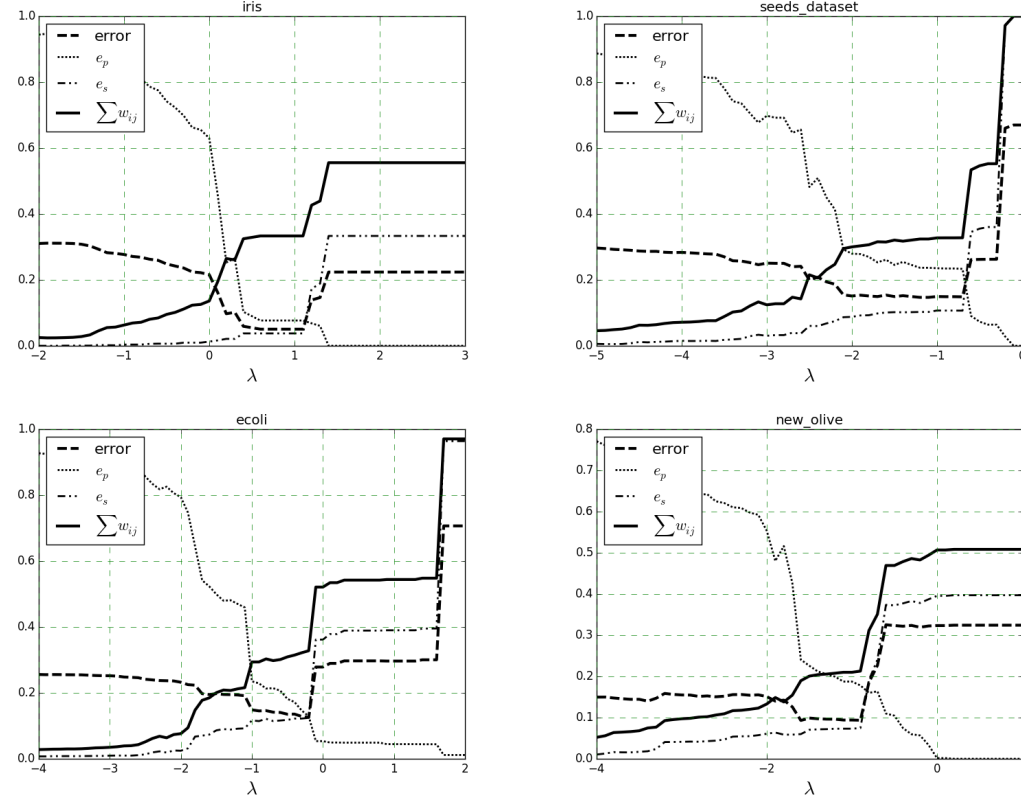 iris
1.0
0.8
0.6
0.4
0.2
0.0
error
e_p
e_s
∑ w_ij
−2 −1 0 1 2 3
λ
seeds_dataset
1.0
0.8
0.6
0.4
0.2
0.0
error
e_p
e_s
∑ w_ij
−5 −4 −3 −2 −1 0
λ
ecoli
1.0
0.8
0.6
0.4
0.2
0.0
error
e_p
e_s
∑ w_ij
−4 −3 −2 −1 0 1 2
λ
new_olive
0.8
0.7
0.6
0.5
0.4
0.3
0.2
0.1
0.0
error
e_p
e_s
∑ w_ij
−4 −2 0
λ